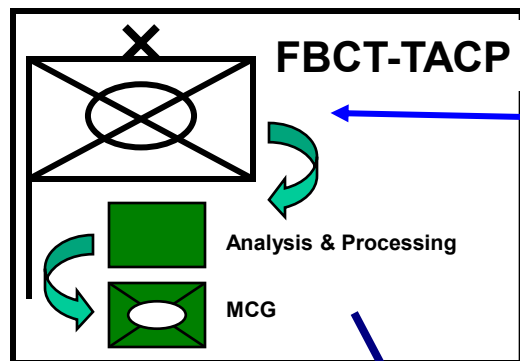 FBCT-TACP
Analysis & Processing
MCG